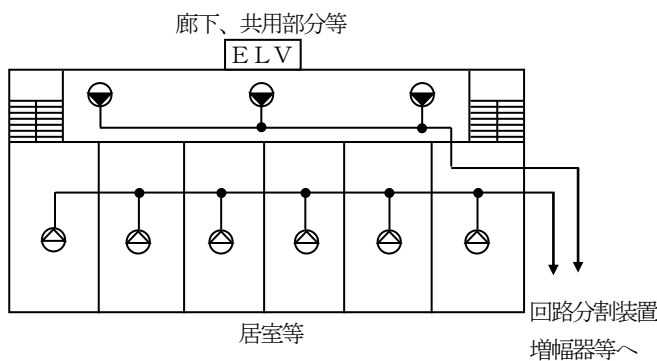 廊下、共用部分等
ＥＬＶ
居室等
回路分割装置
増幅器等へ